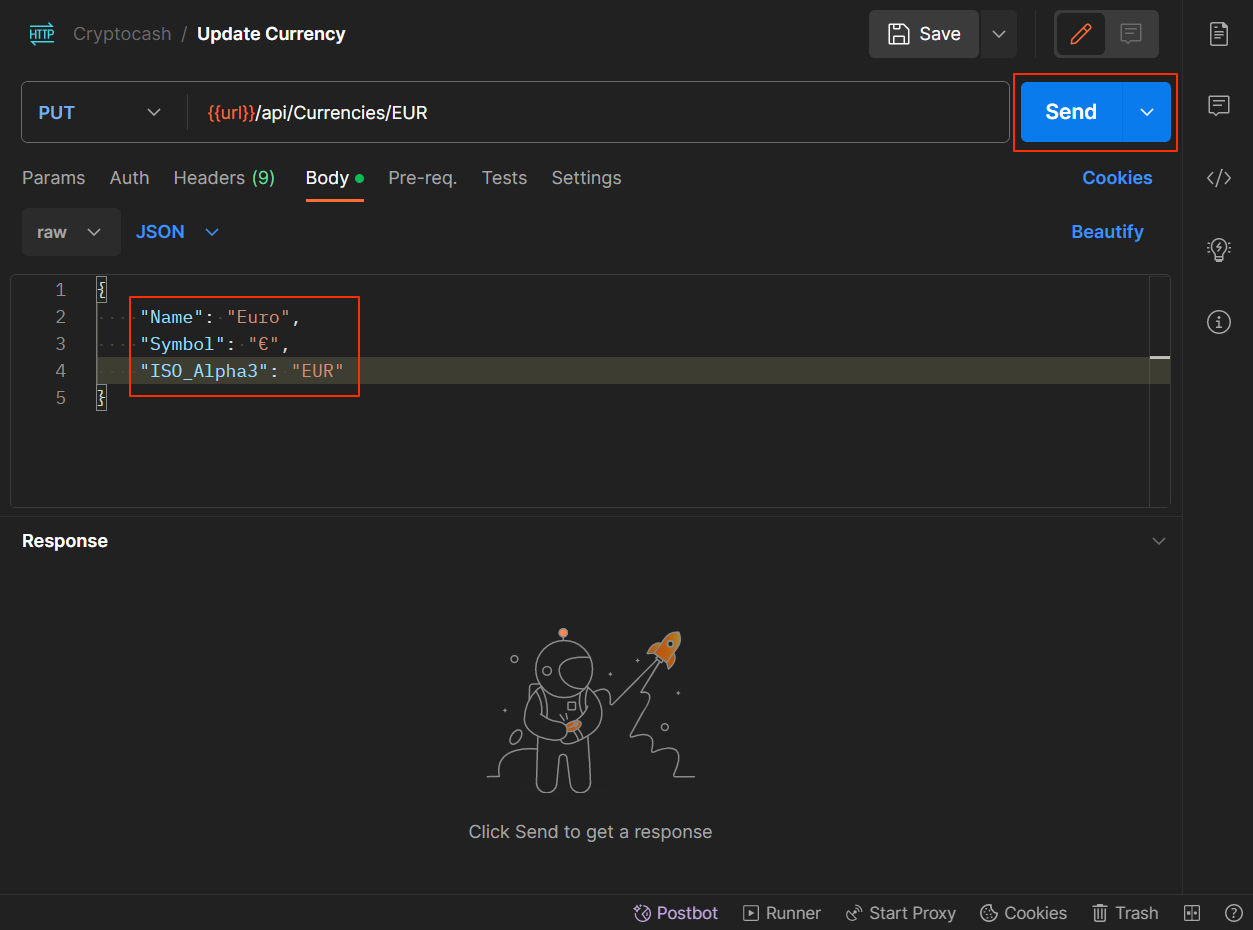 HTTP Cryptocash / Update Currency Save
PUT {{url}}/api/Currencies/EUR Send
Params Auth Headers (9) Body Pre-req. Tests Settings Cookies
raw JSON Beautify
1 {
2 "Name": "Euro",
3 "Symbol": "€",
4 "ISO_Alpha3": "EUR"
5 }
Response
Click Send to get a response
Postbot Runner Start Proxy Cookies Trash